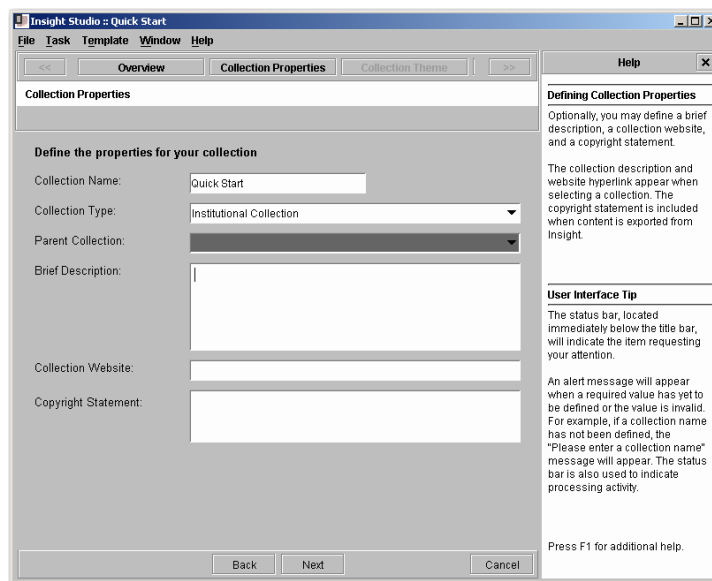 Insight Studio :: Quick Start
File Task Template Window Help
<< Overview Collection Properties Collection Theme >>
Collection Properties
Define the properties for your collection
Collection Name: Quick Start
Collection Type: Institutional Collection
Parent Collection:
Brief Description:
Collection Website:
Copyright Statement:
Back Next Cancel
Help
Defining Collection Properties
Optionally, you may define a brief
description, a collection website,
and a copyright statement.
The collection description and
website hyperlink appear when
selecting a collection. The
copyright statement is included
when content is exported from
Insight.
User Interface Tip
The status bar, located
immediately below the title bar,
will indicate the item requesting
your attention.
An alert message will appear
when a required value has yet to
be defined or the value is invalid.
For example, if a collection name
has not been defined, the
"Please enter a collection name"
message will appear. The status
bar is also used to indicate
processing activity.
Press F1 for additional help.